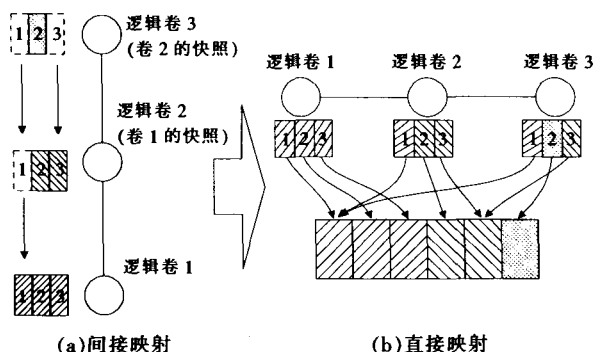 1 2 3
逻辑卷 3
(卷 2 的快照)
逻辑卷 2
(卷 1 的快照)
1 2 3
逻辑卷 1
1 2 3
(a)间接映射
逻辑卷 1 逻辑卷 2 逻辑卷 3
1 2 3 1 2 3 1 2 3
(b)直接映射